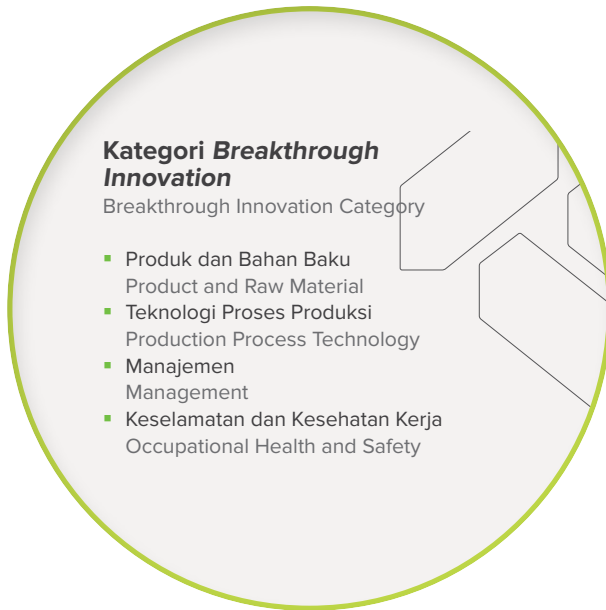 Kategori Breakthrough
Innovation
Breakthrough Innovation Category
▪ Produk dan Bahan Baku
Product and Raw Material
▪ Teknologi Proses Produksi
Production Process Technology
▪ Manajemen
Management
▪ Keselamatan dan Kesehatan Kerja
Occupational Health and Safety